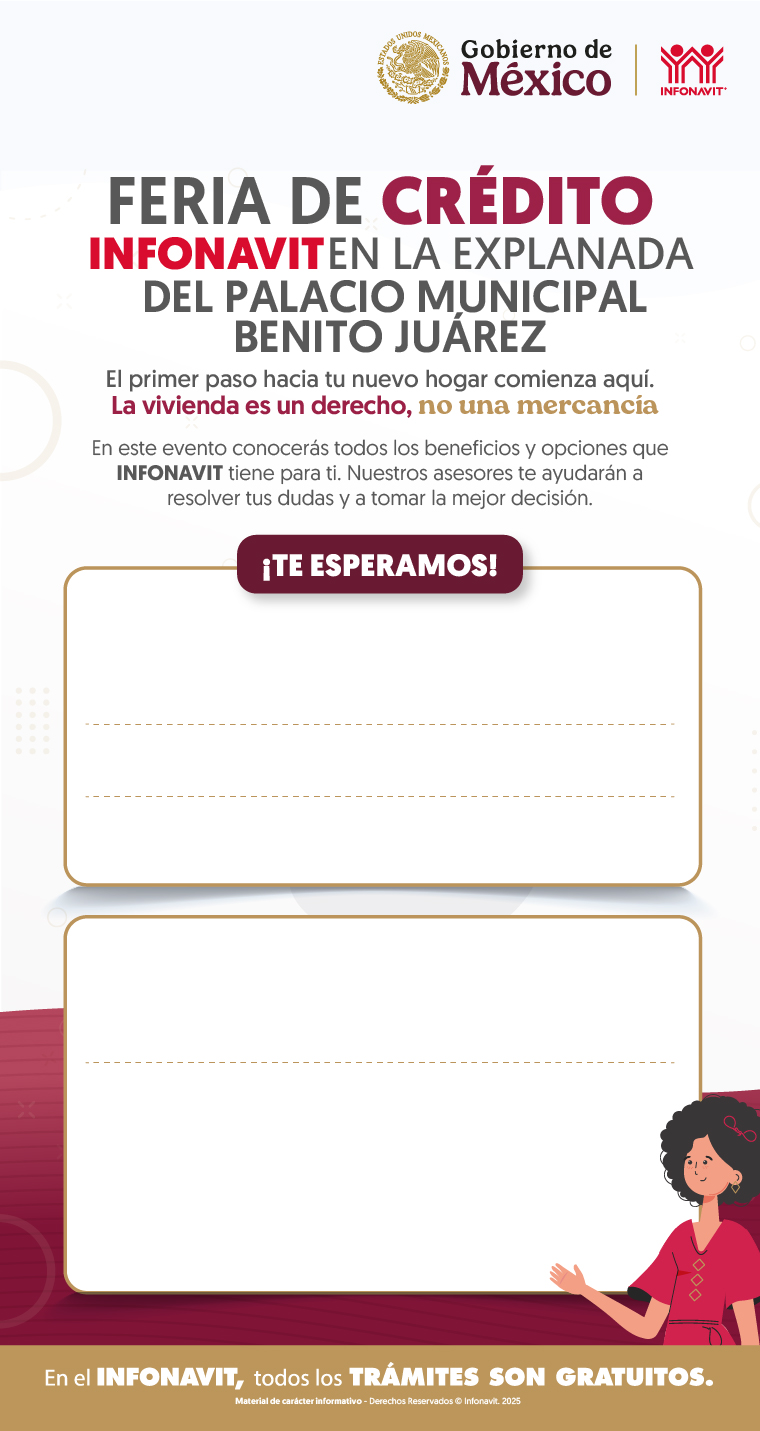 ESTADOS UNIDOS MEXICANOS
Gobierno de
México
INFONAVIT
FERIA DE CRÉDITO
INFONAVIT EN LA EXPLANADA
DEL PALACIO MUNICIPAL
BENITO JUÁREZ
El primer paso hacia tu nuevo hogar comienza aquí.
La vivienda es un derecho, no una mercancía
En este evento conocerás todos los beneficios y opciones que
INFONAVIT tiene para ti. Nuestros asesores te ayudarán a
resolver tus dudas y a tomar la mejor decisión.
¡TE ESPERAMOS!
En el INFONAVIT, todos los TRÁMITES SON GRATUITOS.
Material de carácter informativo - Derechos Reservados © Infonavit. 2025